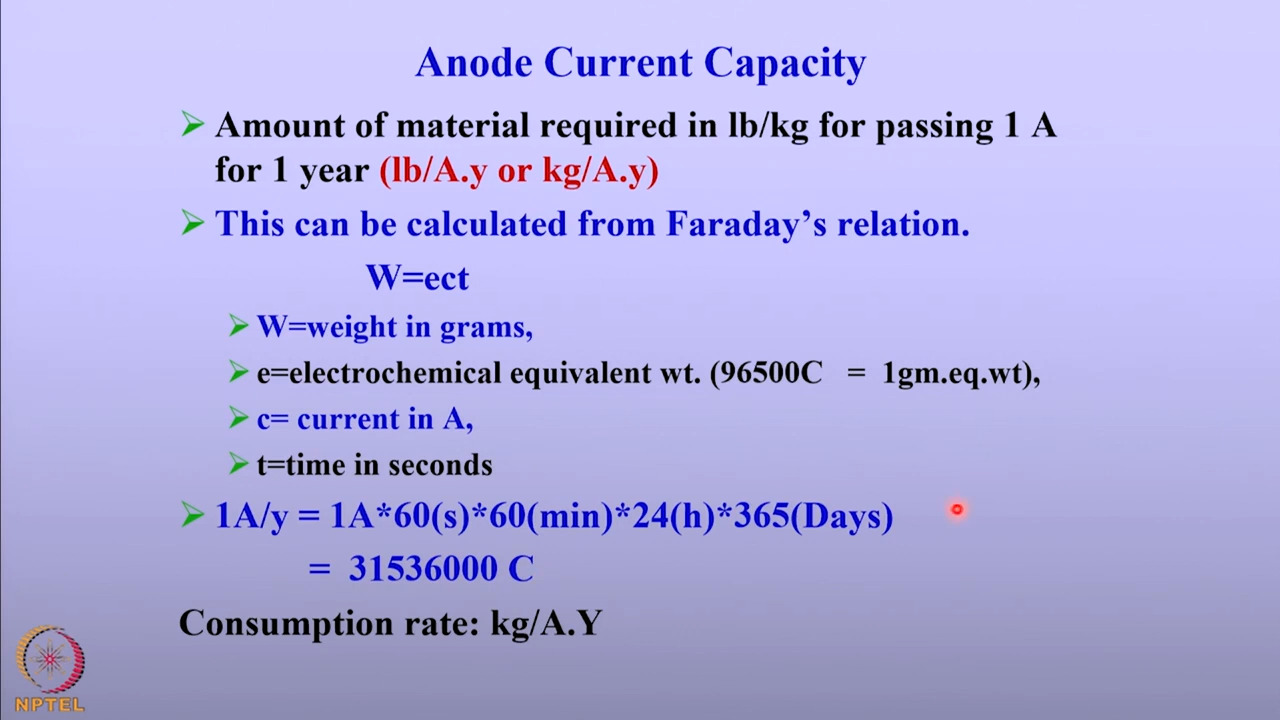 Anode Current Capacity
Amount of material required in lb/kg for passing 1 A
for 1 year (lb/A.y or kg/A.y)
This can be calculated from Faraday’s relation.
W=ect
W=weight in grams,
e=electrochemical equivalent wt. (96500C = 1gm.eq.wt),
c= current in A,
t=time in seconds
1A/y = 1A*60(s)*60(min)*24(h)*365(Days)
= 31536000 C
Consumption rate: kg/A.Y
NPTEL